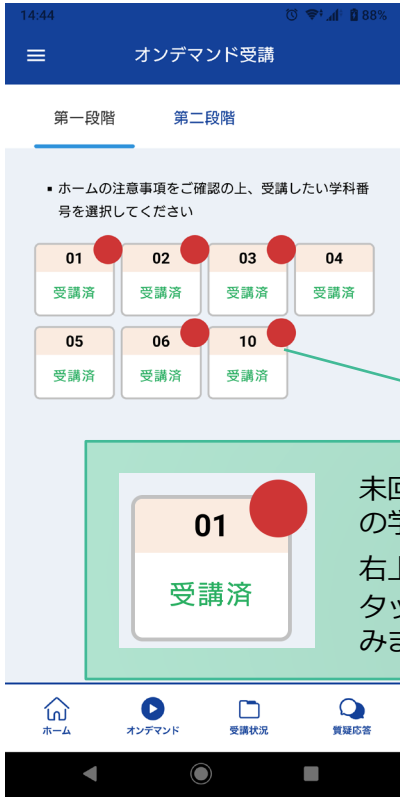 14:44
88%
オンデマンド受講
第一段階
第二段階
▪ ホームの注意事項をご確認の上、受講したい学科番
号を選択してください
01 02 03 04
受講済 受講済 受講済 受講済
05 06 10
受講済 受講済 受講済
01
受講済
の
右
タッ
みま
ホーム オンデマンド 受講状況 質疑応答